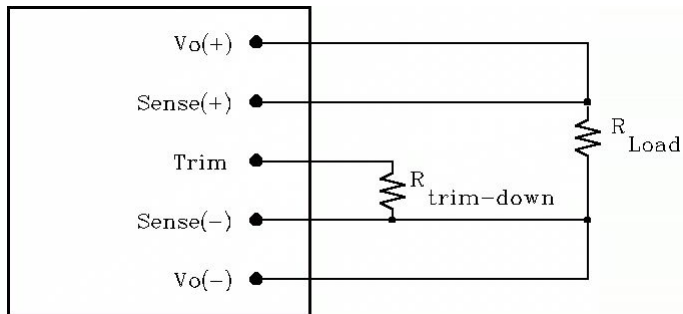 Vo(+)
Sense(+)
Trim
Sense(-)
Vo(-)
R
trim-down
R
Load